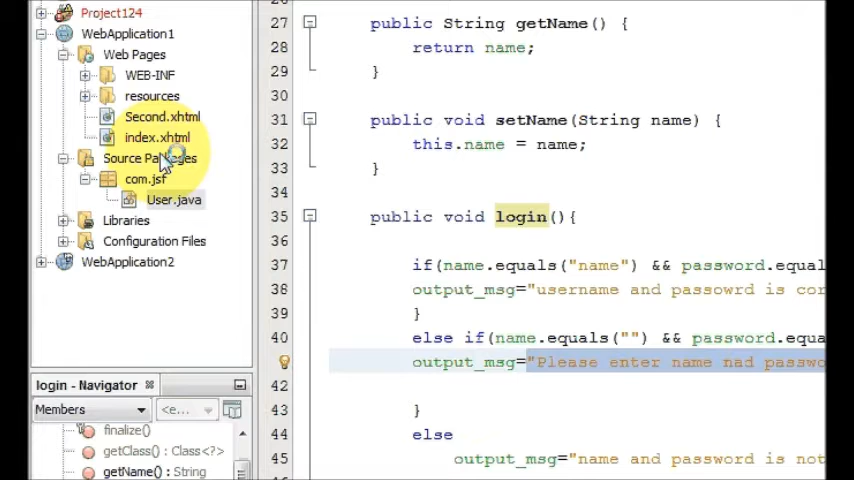 Project124
WebApplication1
Web Pages
WEB-INF
resources
Second.xhtml
index.xhtml
Source Packages
com.jsf
User.java
Libraries
Configuration Files
WebApplication2
login - Navigator
Members
<e...
finalize()
getClass() : Class<?>
getName() : String
27 public String getName() {
28 return name;
29 }
30
31 public void setName(String name) {
32 this.name = name;
33 }
34
35 public void login(){
36
37 if(name.equals("name") && password.equal
38 output_msg="username and passowrd is cor
39 }
40 else if(name.equals("") && password.equa
output_msg="Please enter name nad passwo
42
43 }
44 else
45 output_msg="name and password is not